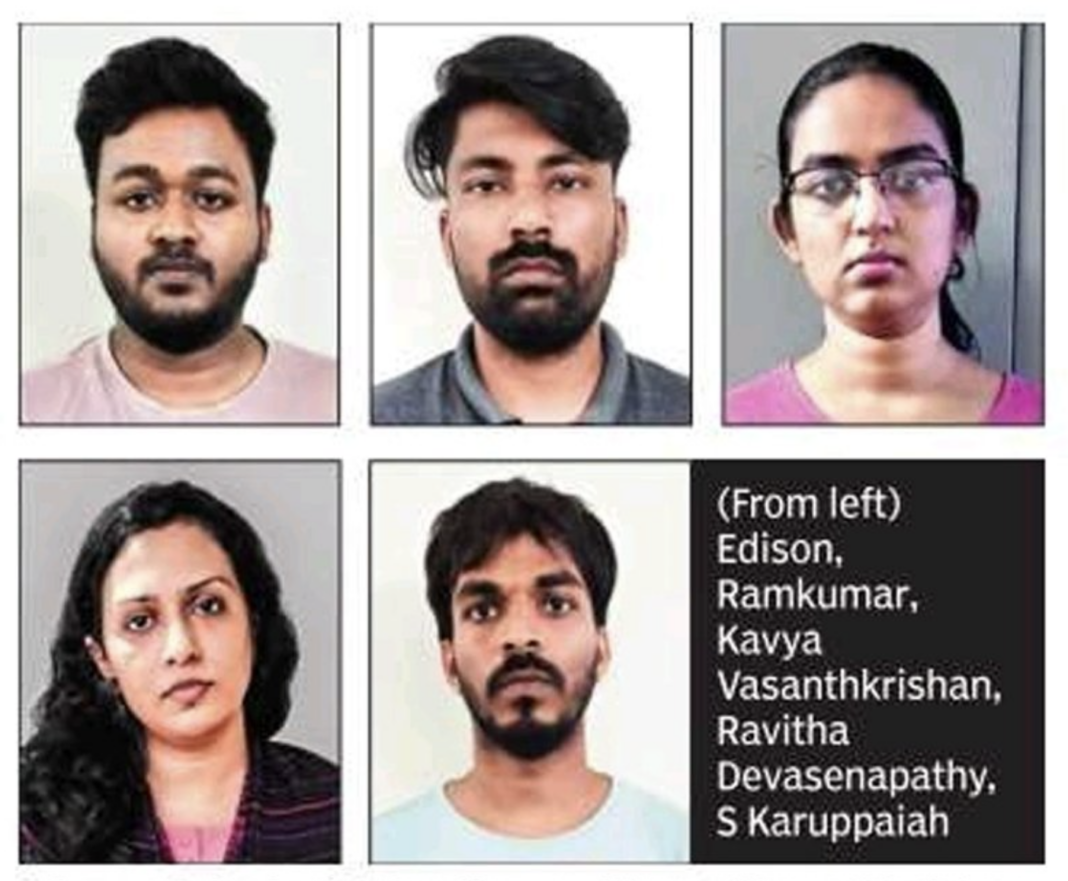 (From left)
Edison,
Ramkumar,
Kavya
Vasanthkrishan,
Ravitha
Devasenapathy,
S Karuppaiah